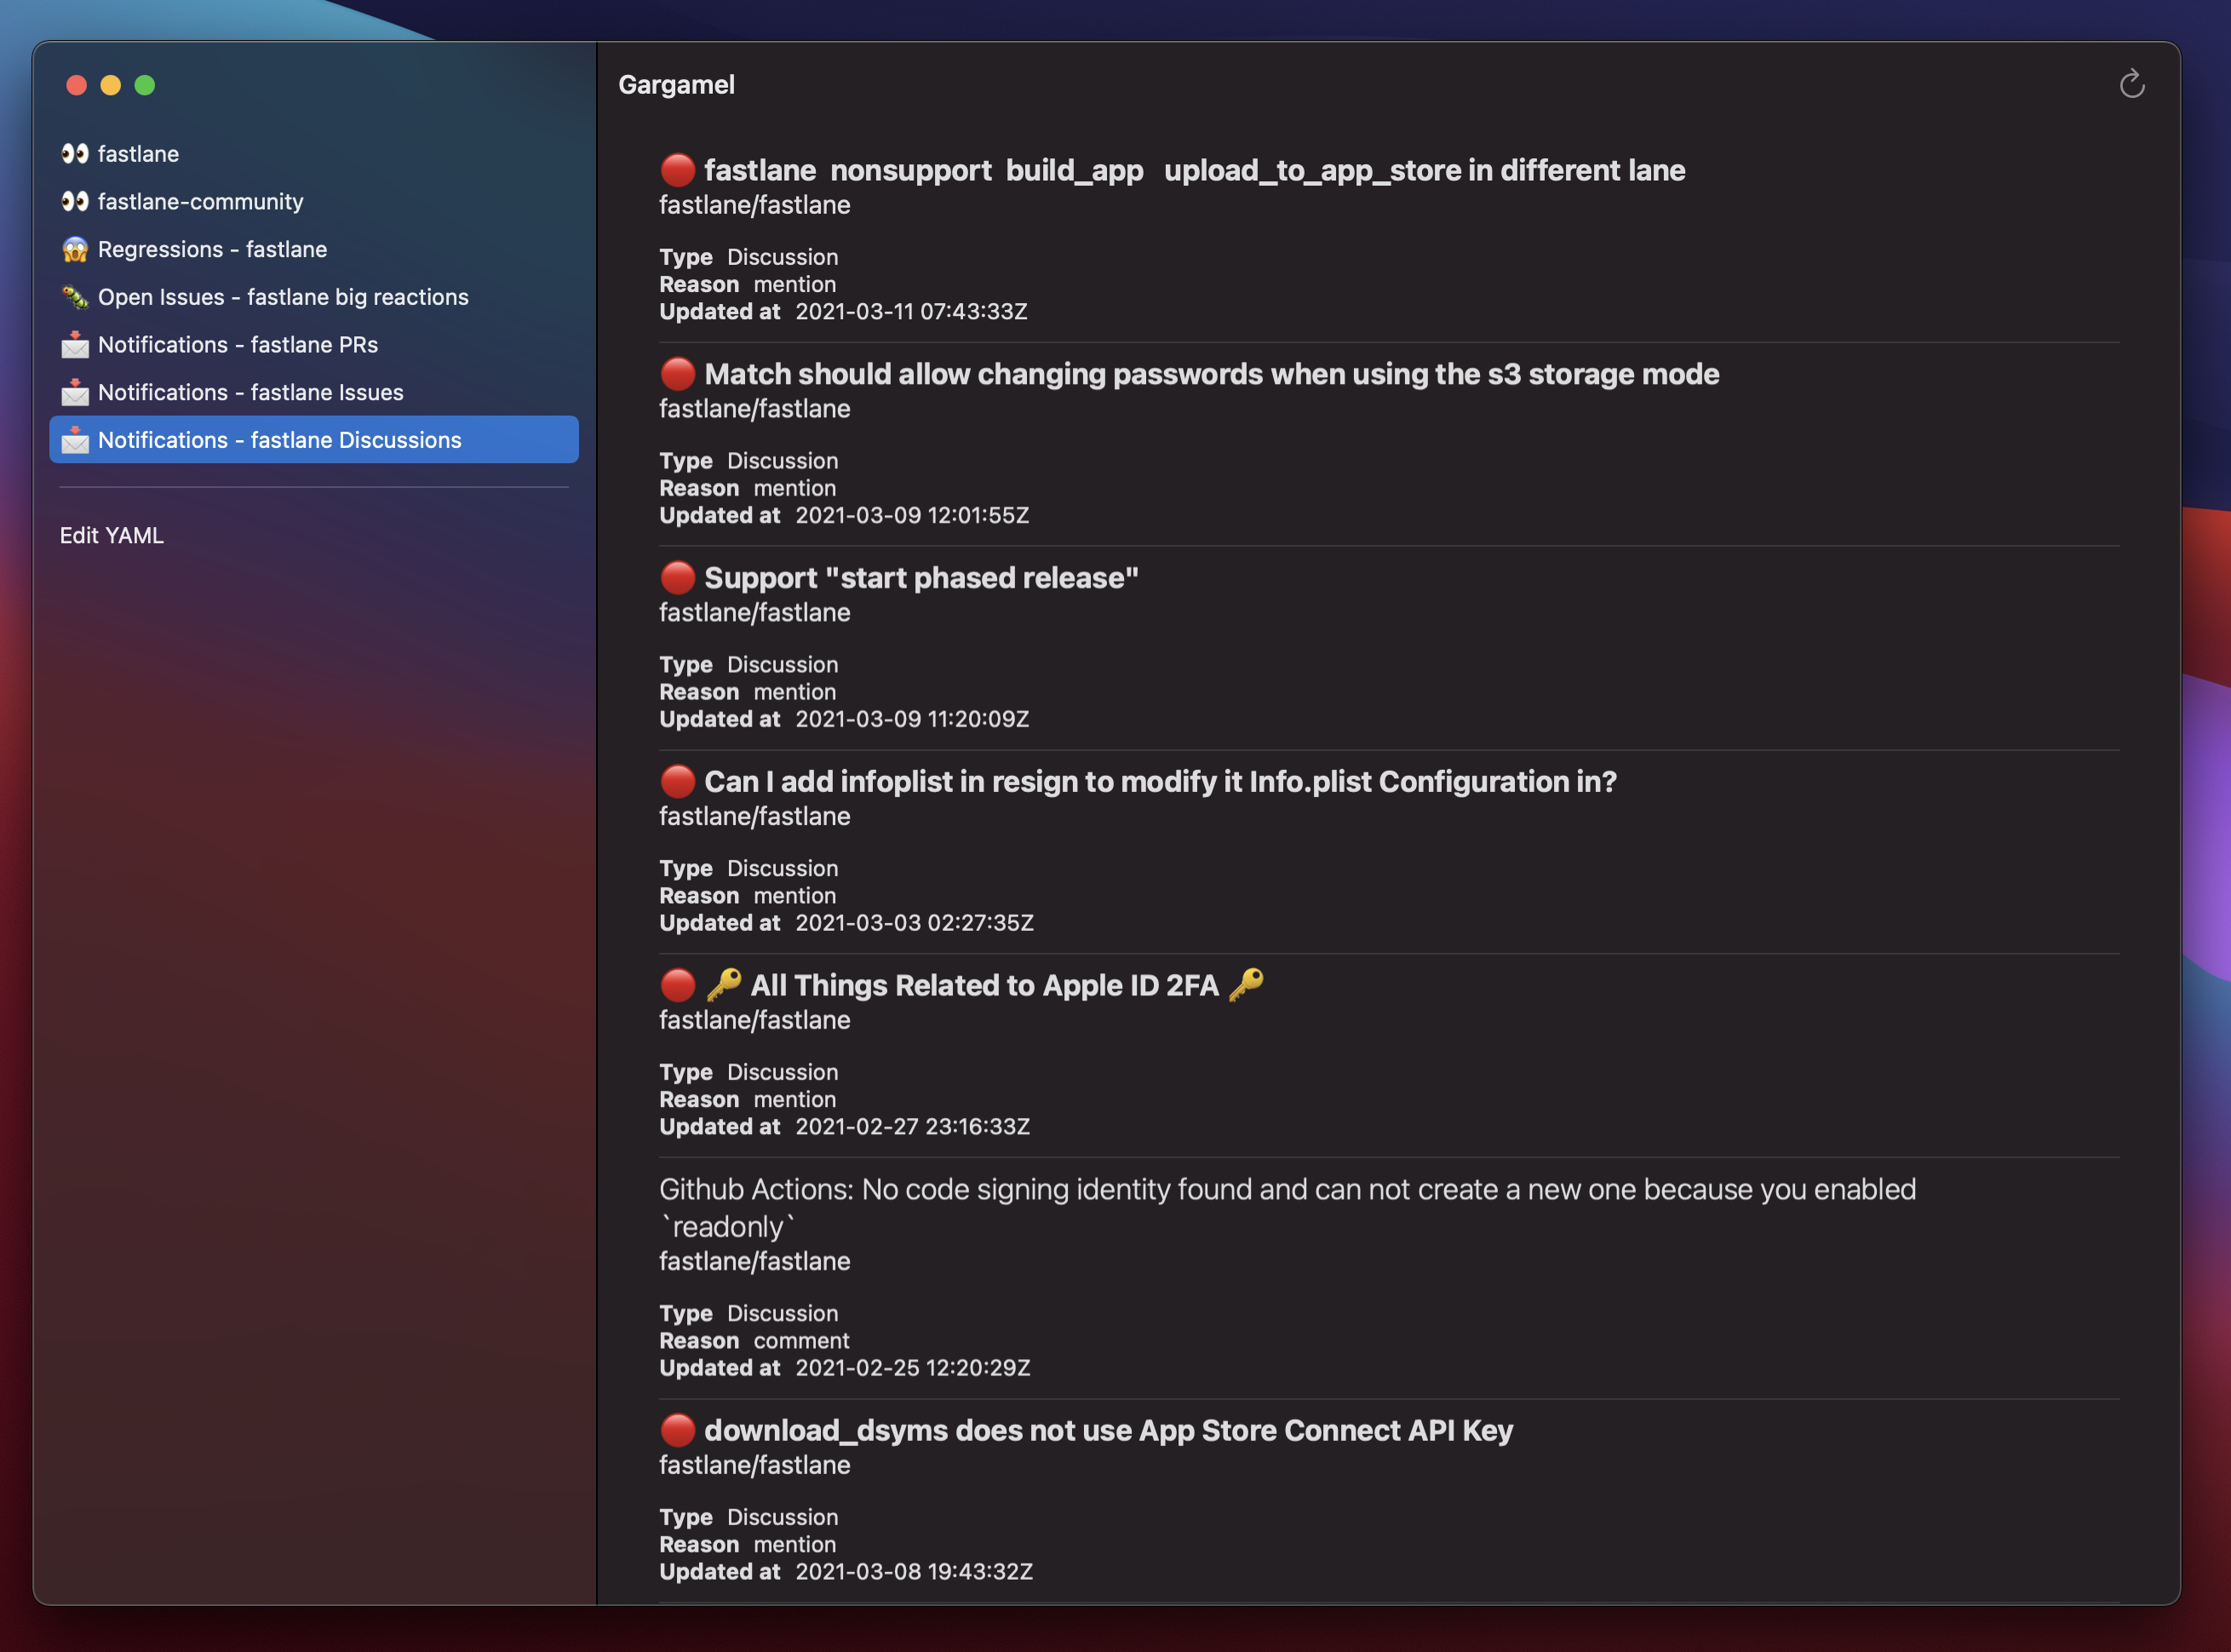 👀 fastlane
👀 fastlane-community
😱 Regressions - fastlane
🐛 Open Issues - fastlane big reactions
📩 Notifications - fastlane PRs
📩 Notifications - fastlane Issues
📩 Notifications - fastlane Discussions
Edit YAML
Gargamel
🔴 fastlane  nonsupport  build_app   upload_to_app_store in different lane
fastlane/fastlane
Type Discussion
Reason mention
Updated at 2021-03-11 07:43:33Z
🔴 Match should allow changing passwords when using the s3 storage mode
fastlane/fastlane
Type Discussion
Reason mention
Updated at 2021-03-09 12:01:55Z
🔴 Support "start phased release"
fastlane/fastlane
Type Discussion
Reason mention
Updated at 2021-03-09 11:20:09Z
🔴 Can I add infoplist in resign to modify it Info.plist Configuration in?
fastlane/fastlane
Type Discussion
Reason mention
Updated at 2021-03-03 02:27:35Z
🔴 🔑 All Things Related to Apple ID 2FA 🔑
fastlane/fastlane
Type Discussion
Reason mention
Updated at 2021-02-27 23:16:33Z
Github Actions: No code signing identity found and can not create a new one because you enabled
`readonly`
fastlane/fastlane
Type Discussion
Reason comment
Updated at 2021-02-25 12:20:29Z
🔴 download_dsyms does not use App Store Connect API Key
fastlane/fastlane
Type Discussion
Reason mention
Updated at 2021-03-08 19:43:32Z